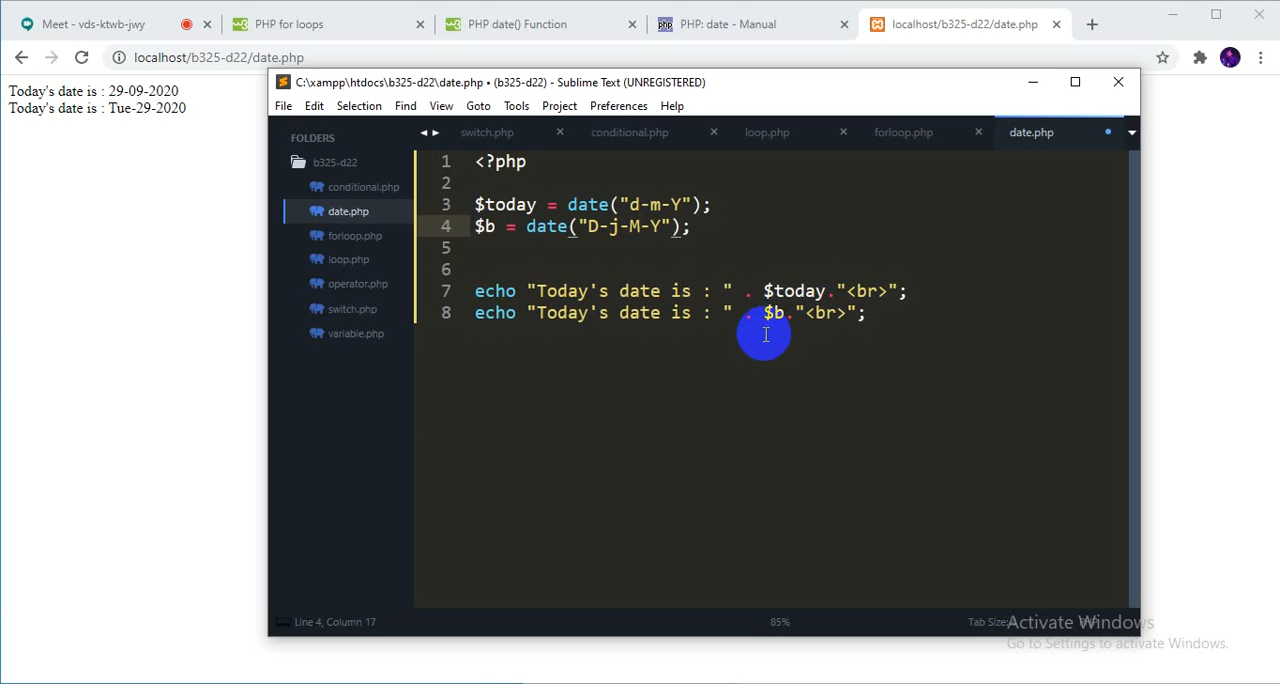 Meet - vds-ktwb-jwy
PHP for loops
PHP date() Function
php PHP: date - Manual
localhost/b325-d22/date.php
localhost/b325-d22/date.php
Today's date is : 29-09-2020
Today's date is : Tue-29-2020
C:\xampp\htdocs\b325-d22\date.php • (b325-d22) - Sublime Text (UNREGISTERED)
File Edit Selection Find View Goto Tools Project Preferences Help
switch.php conditional.php loop.php forloop.php date.php
FOLDERS
b325-d22
conditional.php
date.php
forloop.php
loop.php
operator.php
switch.php
variable.php
1 <?php
2
3 $today = date("d-m-Y");
4 $b = date("D-j-M-Y");
5
6
7 echo "Today's date is : " . $today."<br>";
8 echo "Today's date is : " . $b."<br>";
Line 4, Column 17
85%
Tab Size:
Activate Windows
Go to Settings to activate Windows.